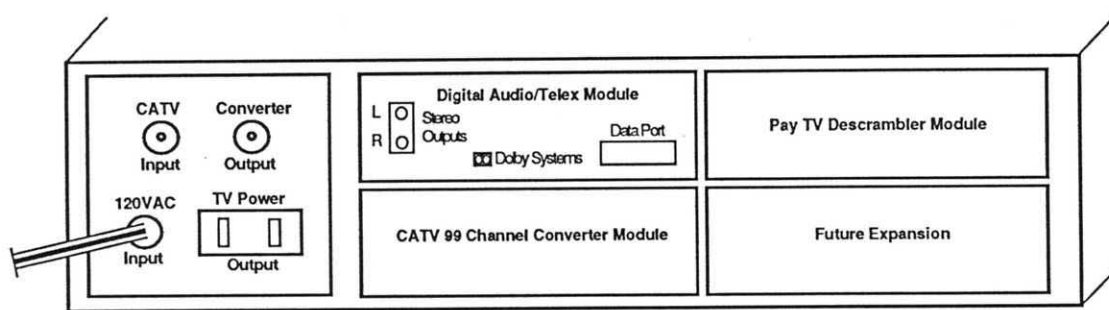 CATV Converter
Input Output
120VAC TV Power
Input Output
Digital Audio/Telex Module
L Stereo
R Outputs
Data Port
Dolby Systems
Pay TV Descrambler Module
CATV 99 Channel Converter Module
Future Expansion